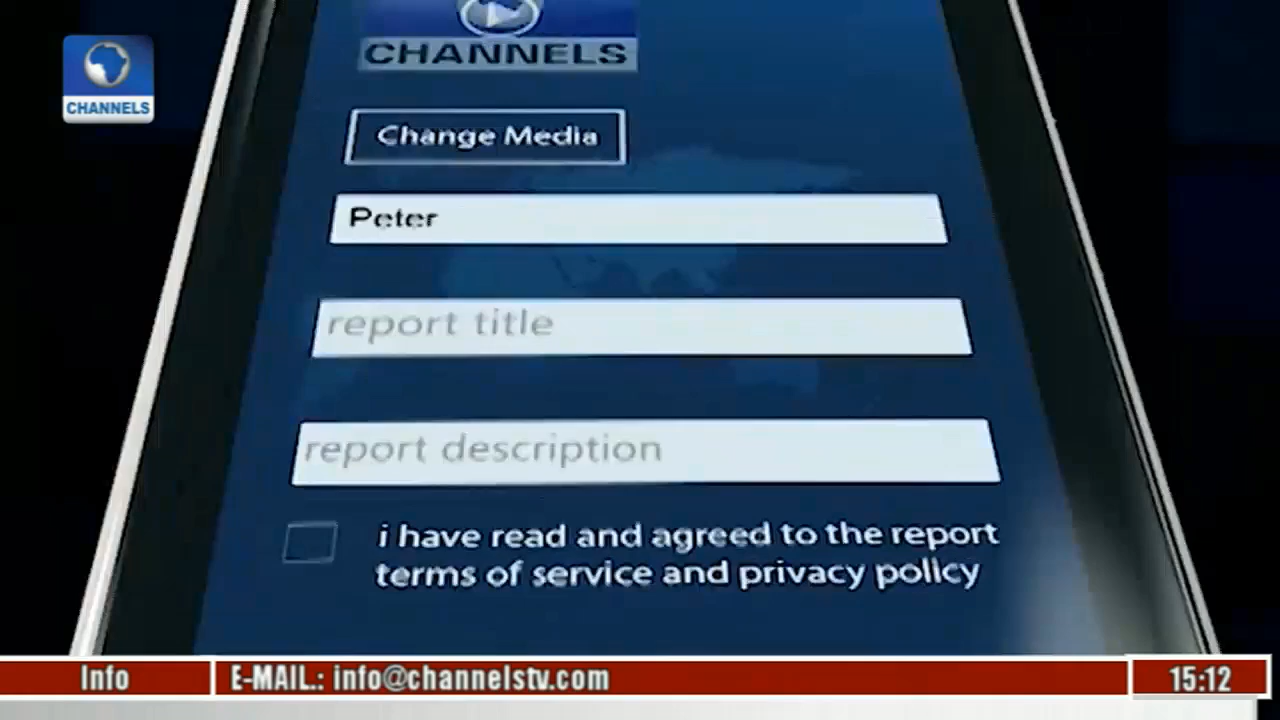 CHANNELS
CHANNELS
Change Media
Peter
report title
report description
i have read and agreed to the report
terms of service and privacy policy
Info
E-MAIL.: info@channelstv.com
15:12